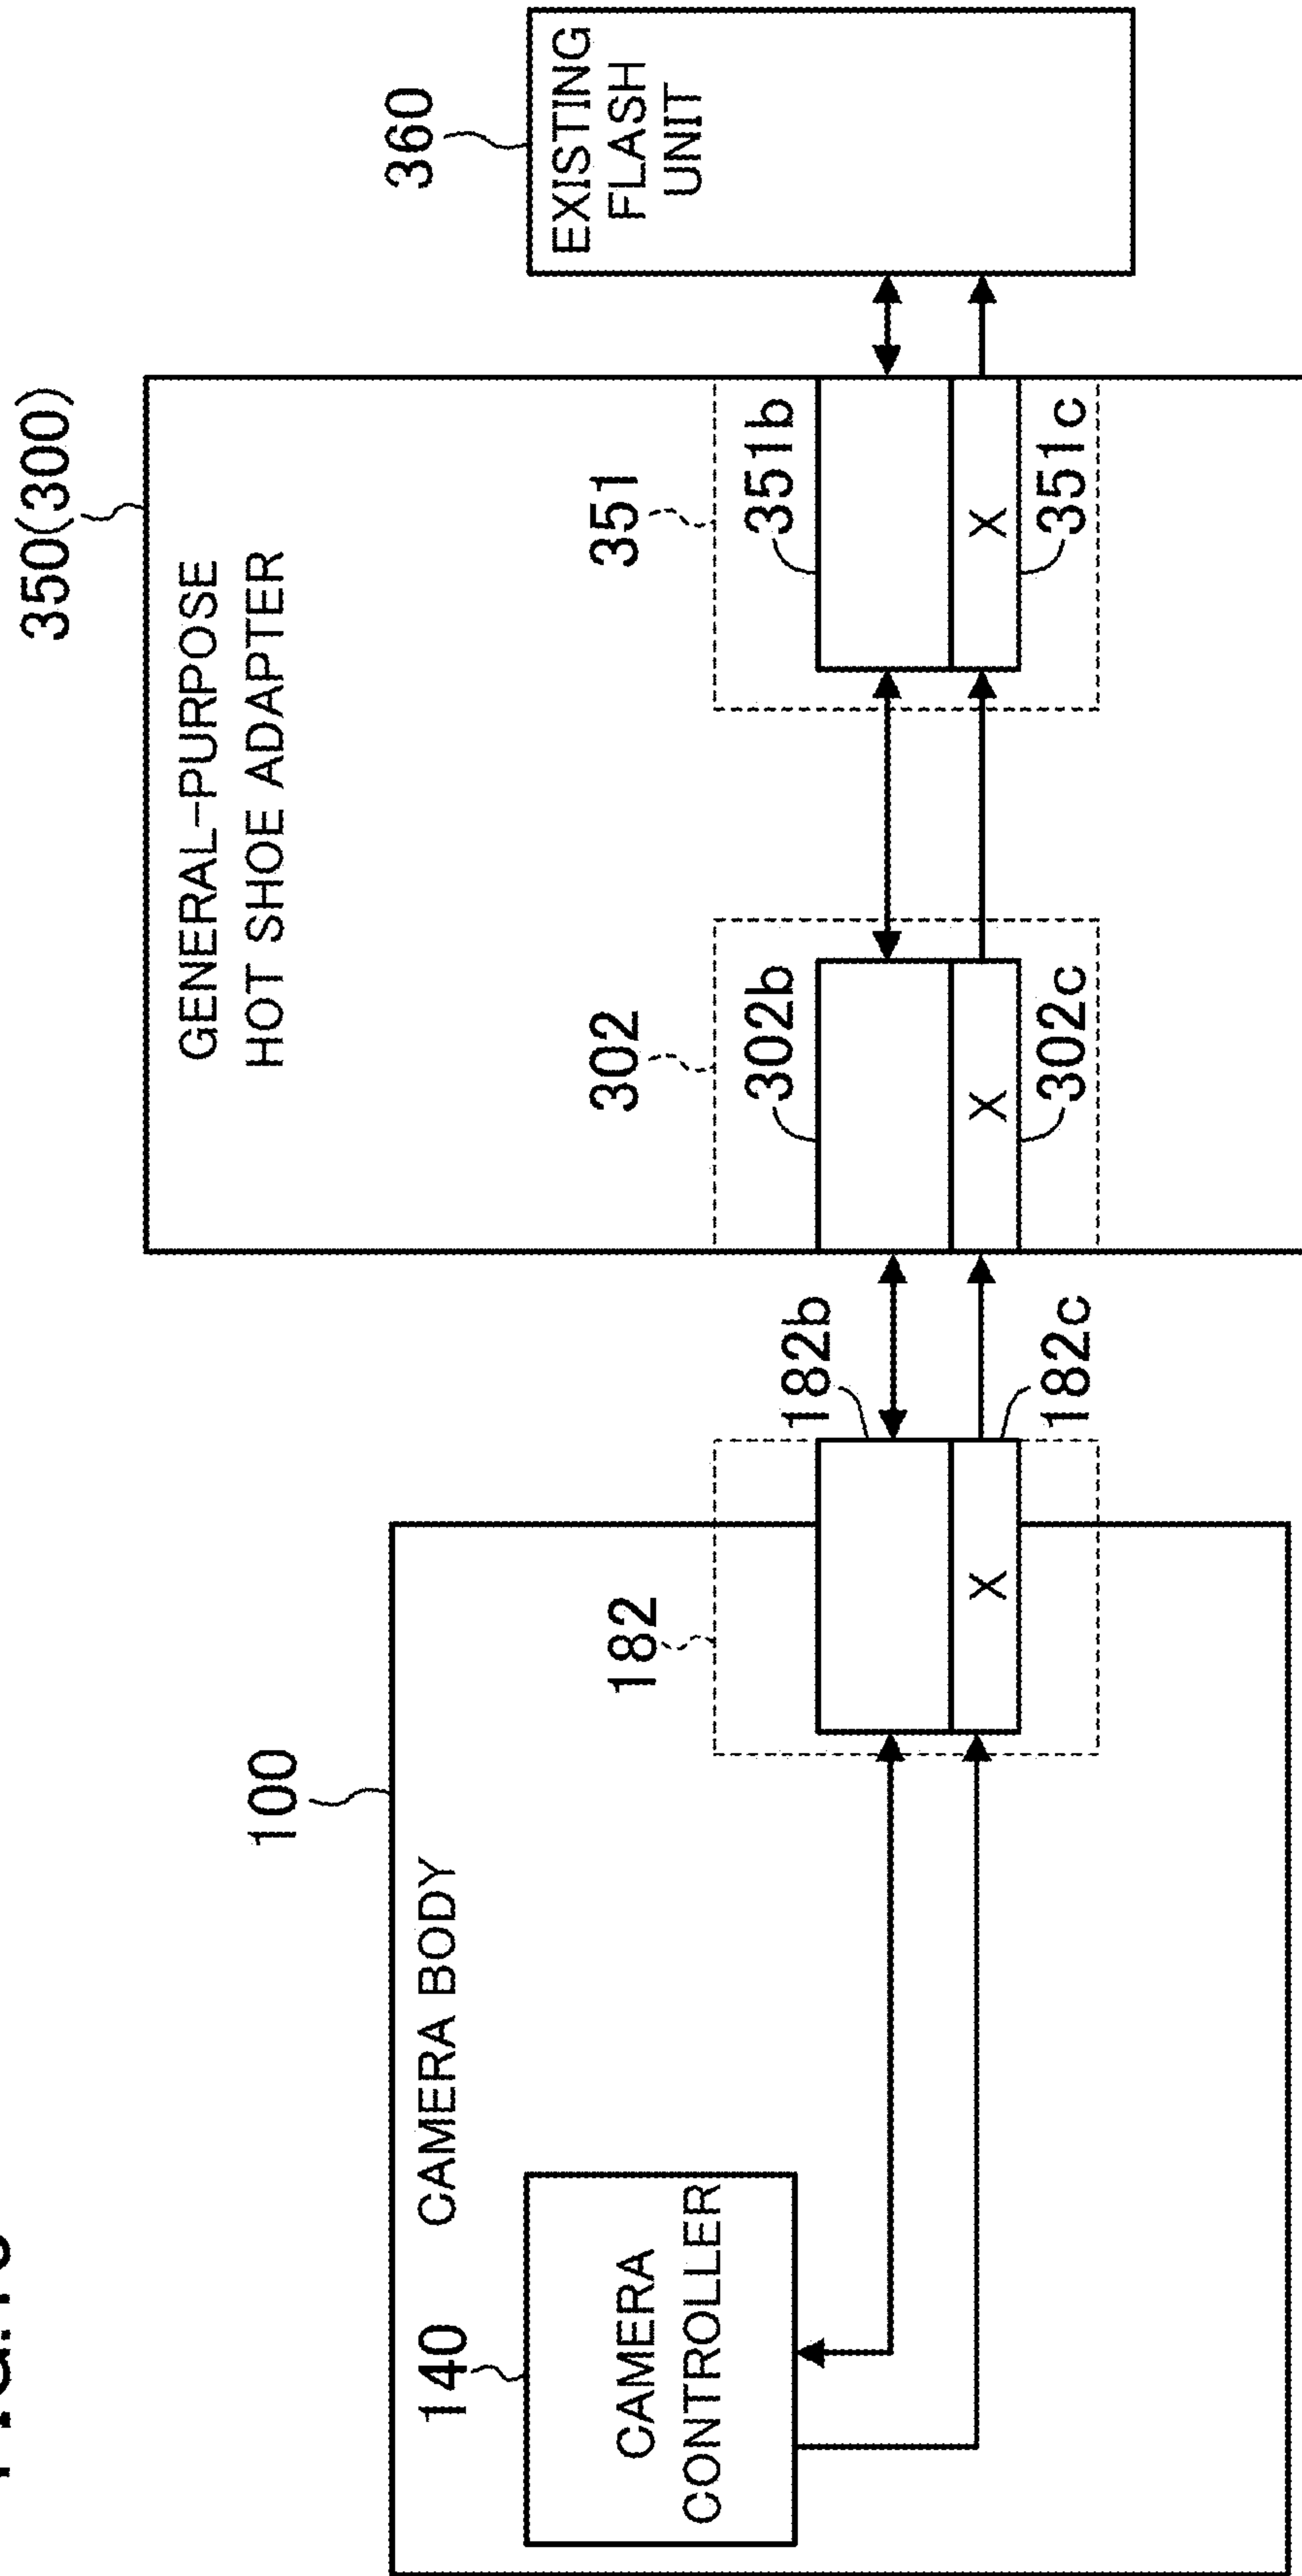 350(300)
GENERAL-PURPOSE
HOT SHOE ADAPTER
360
EXISTING
FLASH
UNIT
100
CAMERA BODY
140
CAMERA
CONTROLLER
182
182b
X
182c
302
302b
X
302c
351
351b
X
351c